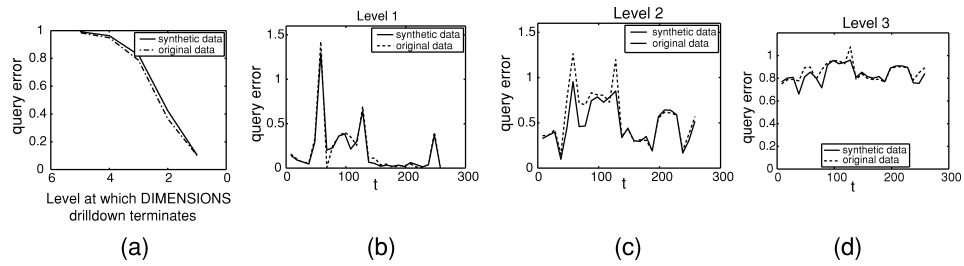 query error
1
0.8
0.6
0.4
0.2
0
6
4
2
0
synthetic data
original data
Level at which DIMENSIONS
drilldown terminates
(a)
Level 1
query error
1.5
1
0.5
0
0
100
200
300
t
synthetic data
original data
(b)
Level 2
query error
1.5
1
0.5
0
0
100
200
300
t
synthetic data
original data
(c)
Level 3
query error
1.2
1
0.8
0.6
0.4
0.2
0
0
100
200
300
t
synthetic data
original data
(d)